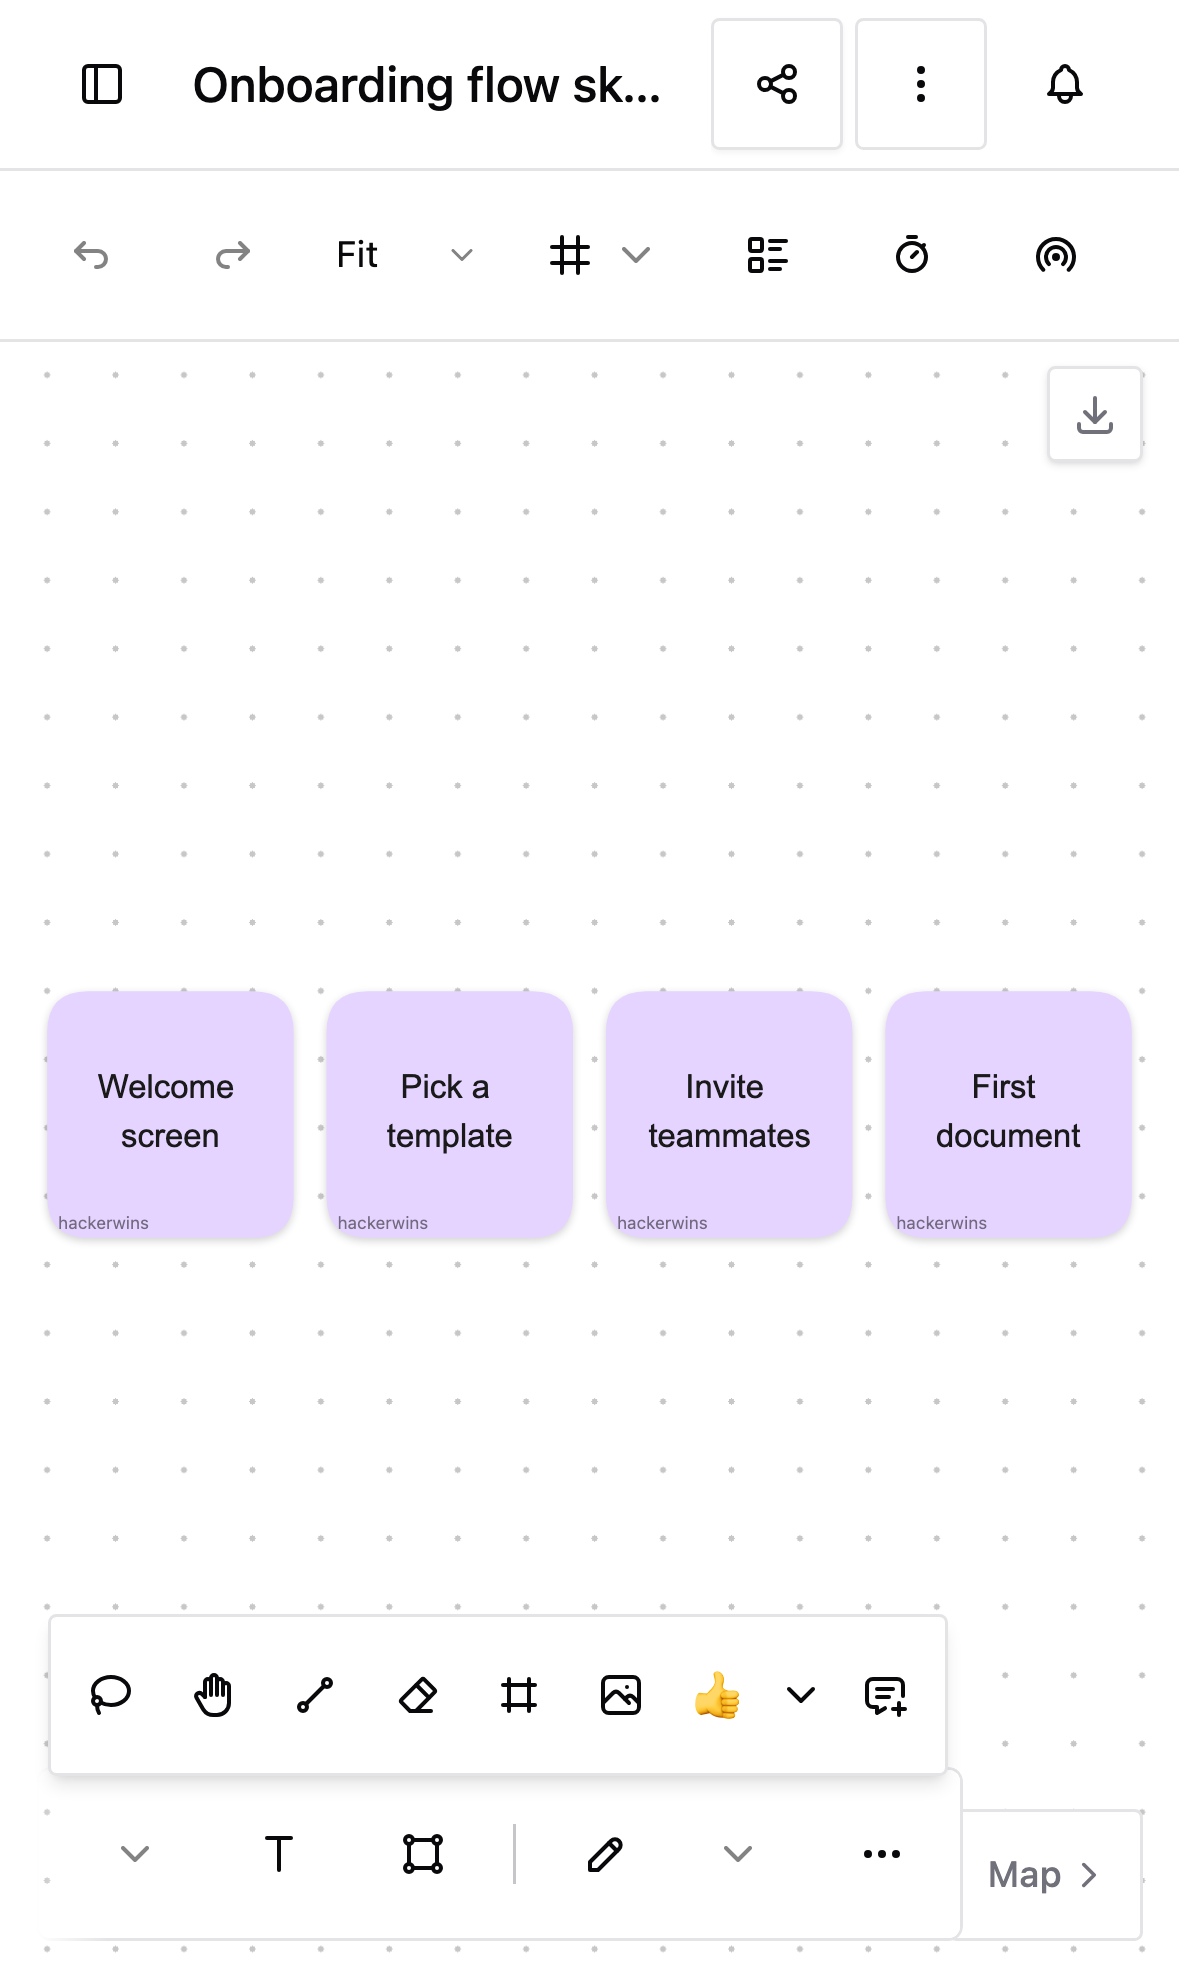 Onboarding flow sk...
Fit
Welcome
screen
hackerwins
Pick a
template
hackerwins
Invite
teammates
hackerwins
First
document
hackerwins
Map